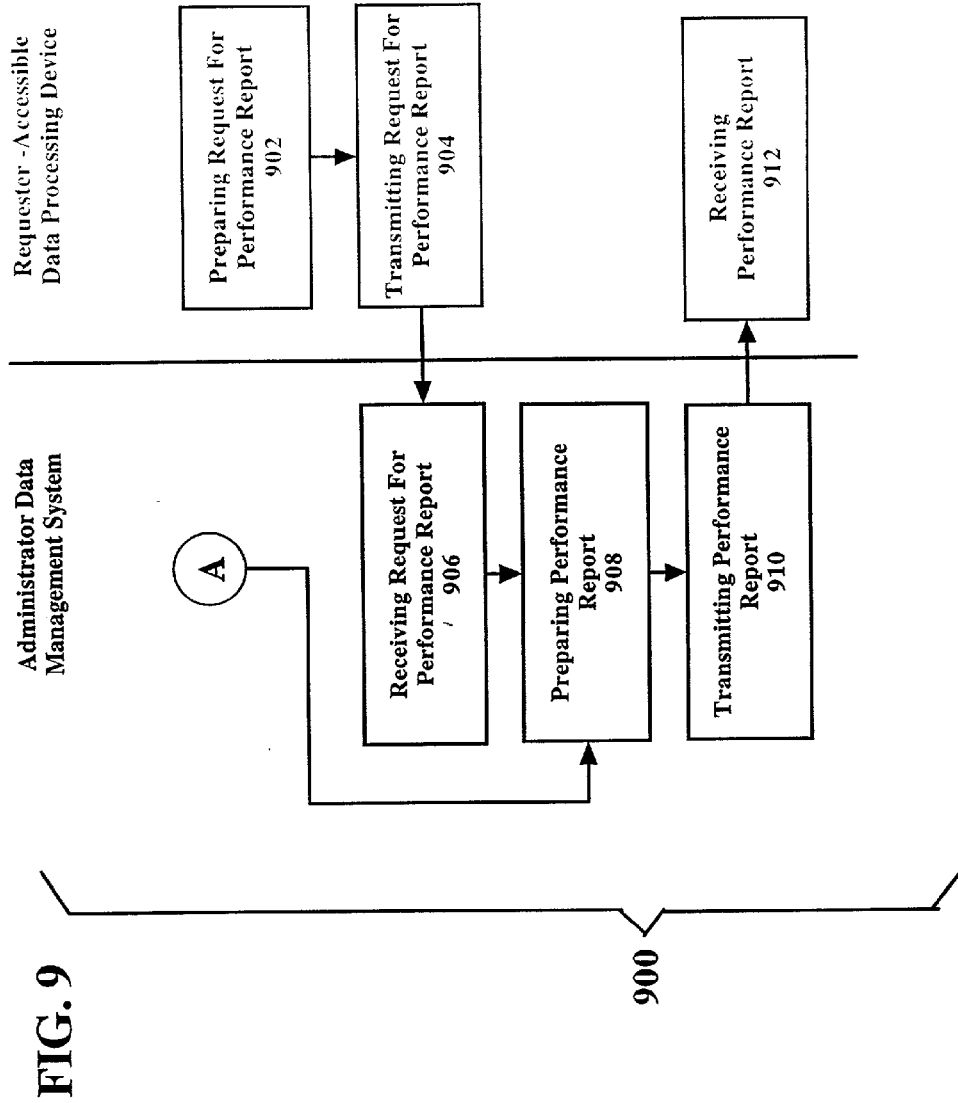 FIG. 9
900
Administrator Data
Management System
Requester -Accessible
Data Processing Device
A
Preparing Request For
Performance Report
902
Transmitting Request For
Performance Report
904
Receiving Request For
Performance Report
906
Preparing Performance
Report
908
Transmitting Performance
Report
910
Receiving
Performance Report
912